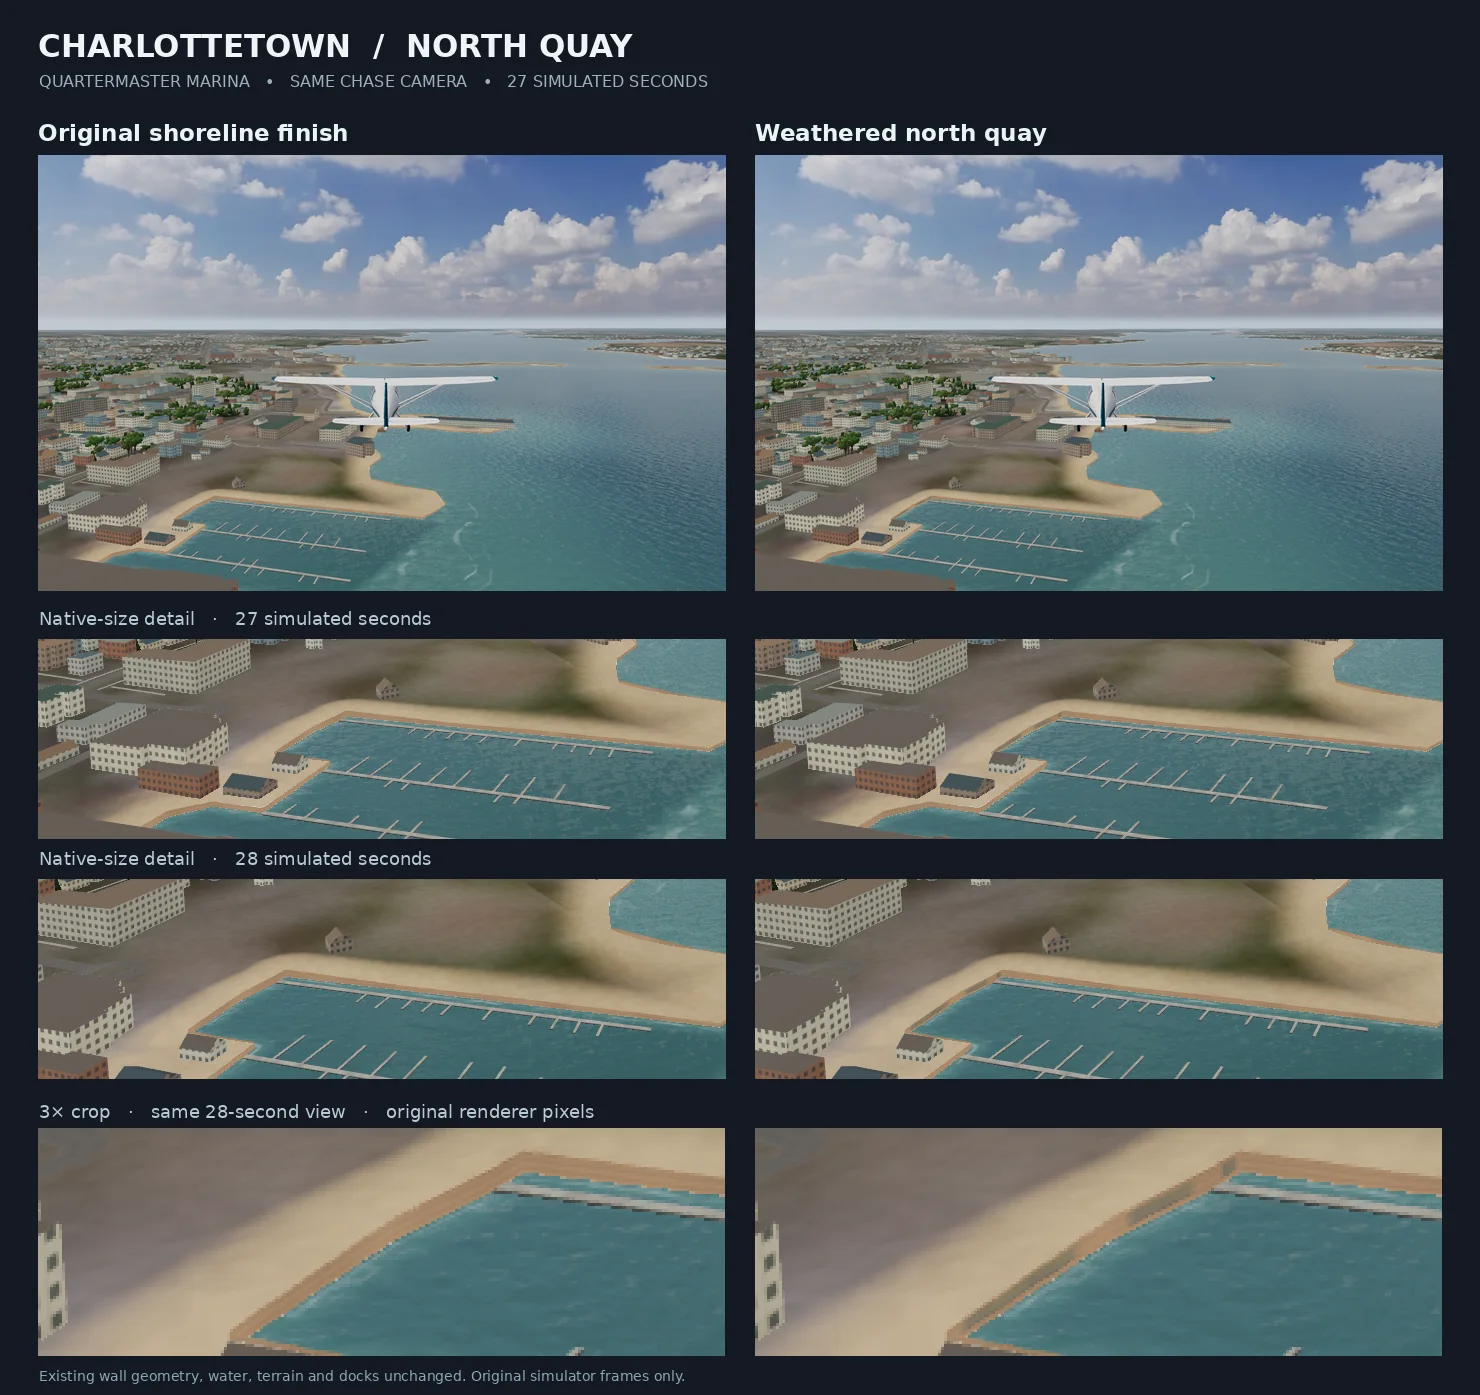 CHARLOTTETOWN / NORTH QUAY
QUARTERMASTER MARINA • SAME CHASE CAMERA • 27 SIMULATED SECONDS
Original shoreline finish
Weathered north quay
Native-size detail · 27 simulated seconds
Native-size detail · 28 simulated seconds
3× crop · same 28-second view · original renderer pixels
Existing wall geometry, water, terrain and docks unchanged. Original simulator frames only.